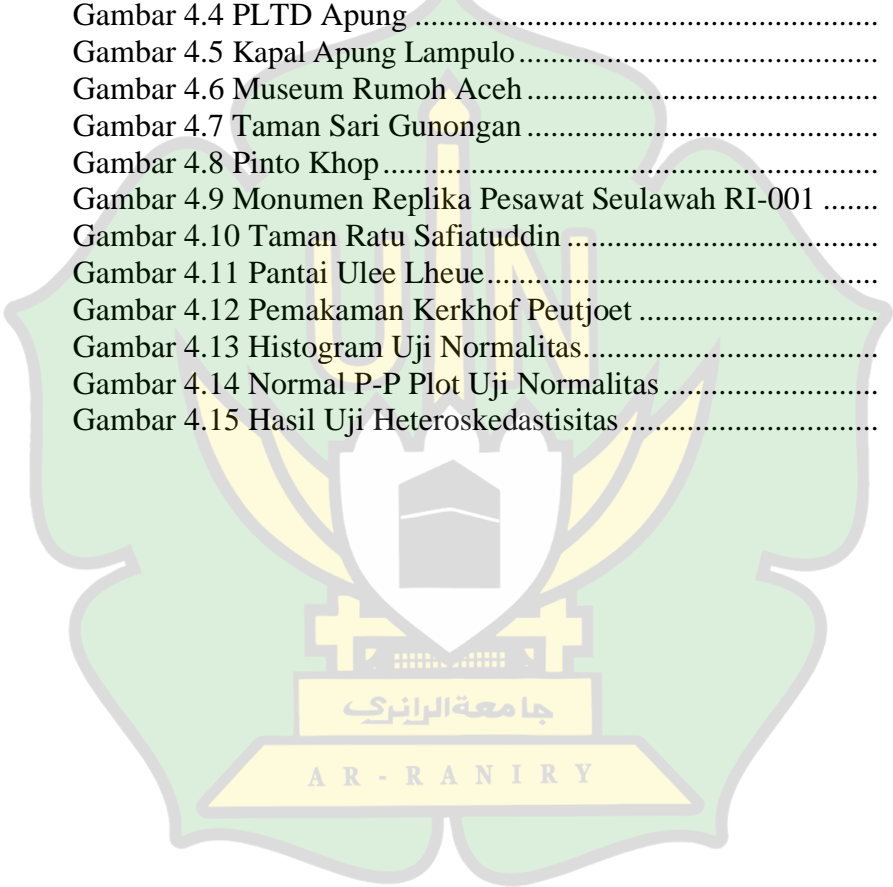 Gambar 4.4 PLTD Apung ...........................................................
Gambar 4.5 Kapal Apung Lampulo..............................................
Gambar 4.6 Museum Rumoh Aceh.............................................
Gambar 4.7 Taman Sari Gunongan.............................................
Gambar 4.8 Pinto Khop...............................................................
Gambar 4.9 Monumen Replika Pesawat Seulawah RI-001 .......
Gambar 4.10 Taman Ratu Safiatuddin........................................
Gambar 4.11 Pantai Ulee Lheue..................................................
Gambar 4.12 Pemakaman Kerkhof Peutjoet ..............................
Gambar 4.13 Histogram Uji Normalitas......................................
Gambar 4.14 Normal P-P Plot Uji Normalitas............................
Gambar 4.15 Hasil Uji Heteroskedastisitas.................................
UIN
جامعةالرانري
AR-RANIRY